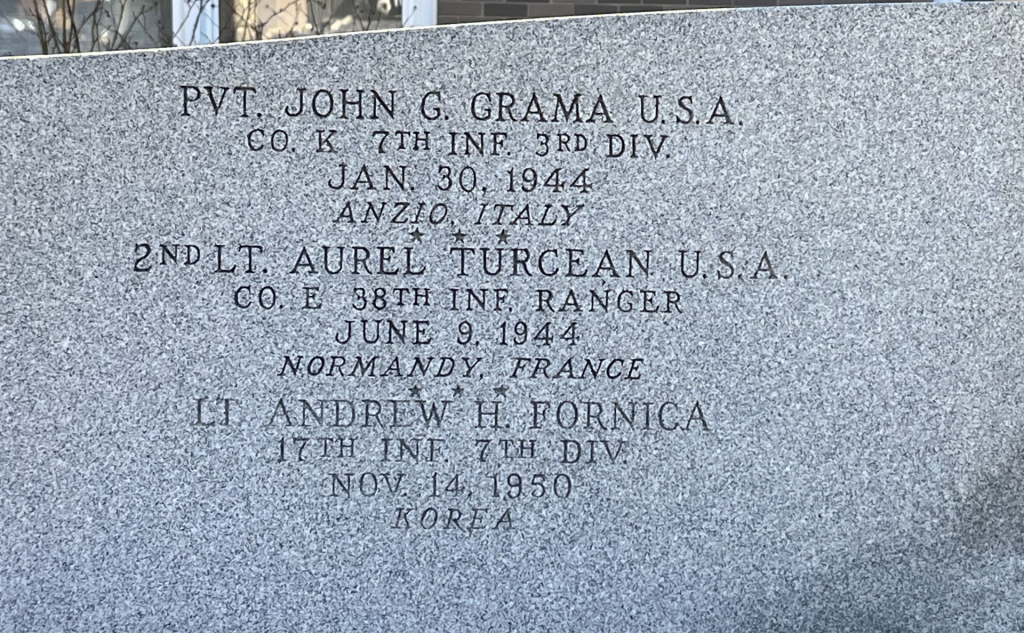 PVT. JOHN G. GRAMA U.S.A.
CO. K 7TH INF. 3RD DIV.
JAN. 30, 1944
ANZIO, ITALY
★ ★ ★
2ND LT. AUREL TURCEAN U.S.A.
CO. E 38TH INF. RANGER
JUNE 9, 1944
NORMANDY, FRANCE
★ ★ ★
LT. ANDREW H. FORNICA
17TH INF. 7TH DIV.
NOV. 14, 1950
KOREA